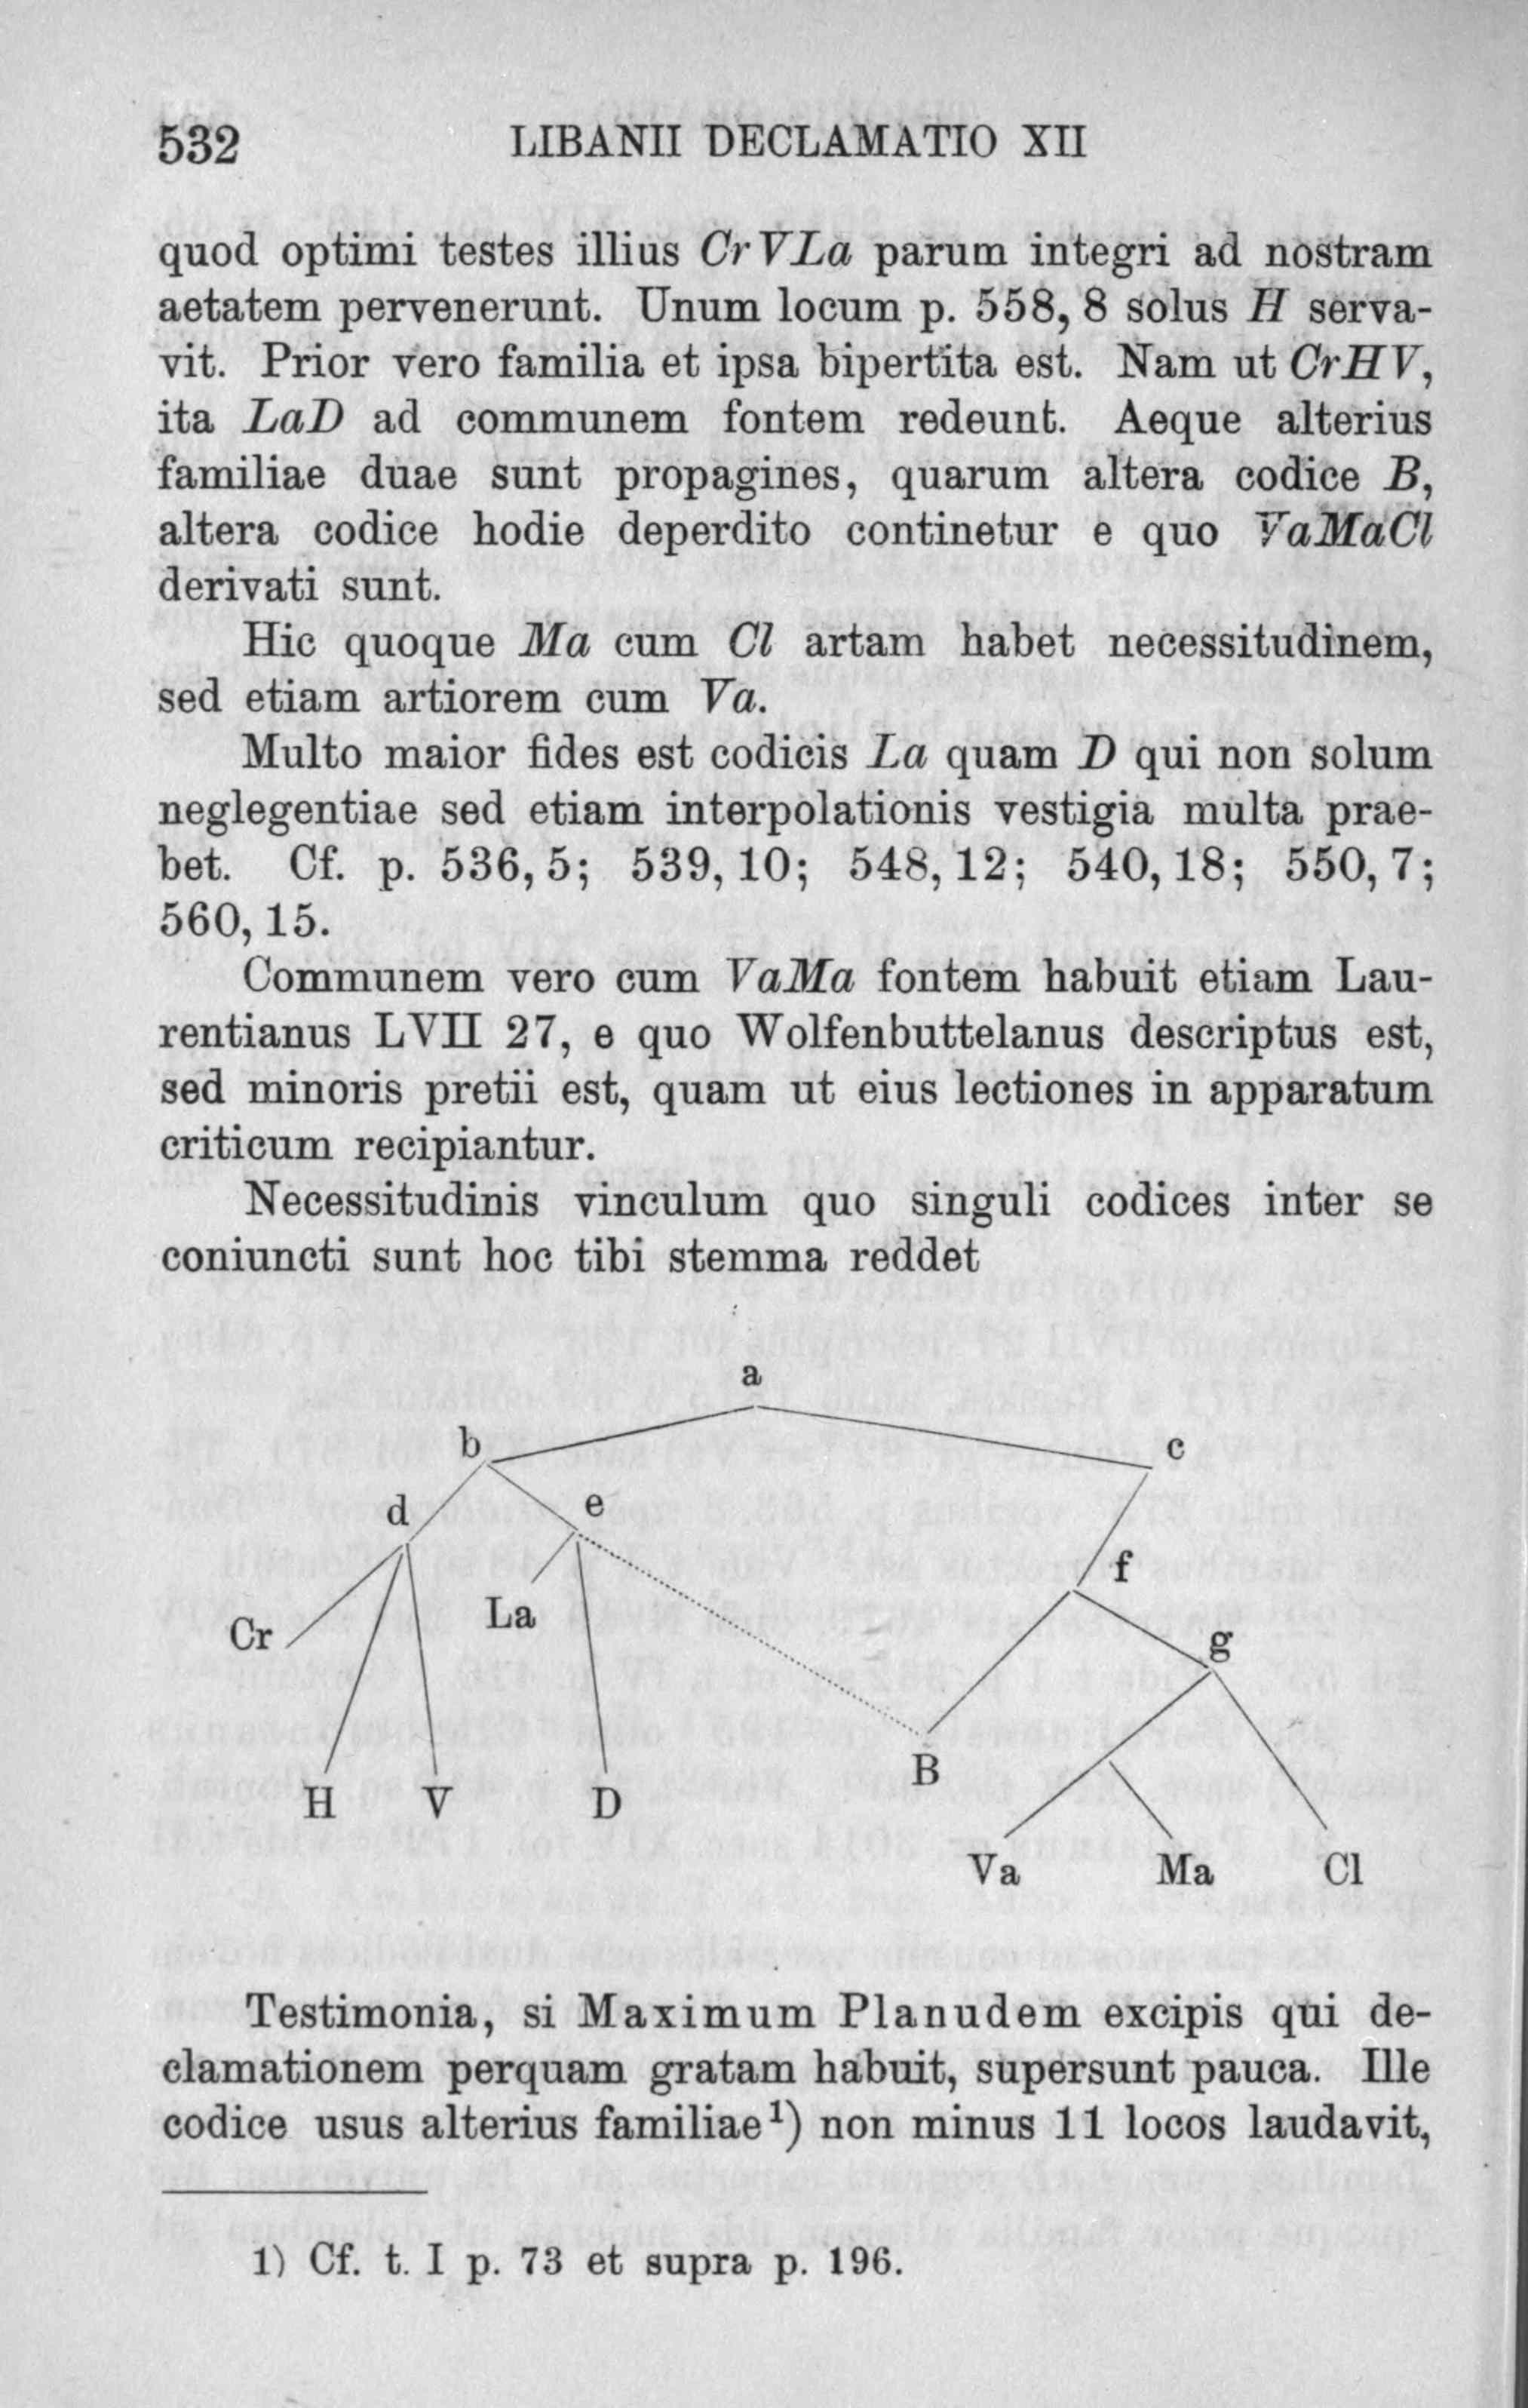 532 LIBANII DECLAMATIO XII
quod optimi testes illius CrVLa parum integri ad nostram
aetatem pervenerunt. Unum locum p. 558, 8 solus H serva-
vit. Prior vero familia et ipsa bipertita est. Nam ut CrHV,
ita LaD ad communem fontem redeunt. Aeque alterius
familiae duae sunt propagines, quarum altera codice B,
altera codice hodie deperdito continetur e quo VaMaCl
derivati sunt.
Hic quoque Ma cum Cl artam habet necessitudinem,
sed etiam artiorem cum Va.
Multo maior fides est codicis La quam D qui non solum
neglegentiae sed etiam interpolationis vestigia multa prae-
bet. Cf. p. 536, 5; 539, 10; 548, 12; 540, 18; 550, 7;
560, 15.
Communem vero cum VaMa fontem habuit etiam Lau-
rentianus LVII 27, e quo Wolfenbuttelanus descriptus est,
sed minoris pretii est, quam ut eius lectiones in apparatum
criticum recipiantur.
Necessitudinis vinculum quo singuli codices inter se
coniuncti sunt hoc tibi stemma reddet
a
b c
d e
f
La
Cr g
B
H V D
Va Ma Cl
Testimonia, si Maximum Planudem excipis qui de-
clamationem perquam gratam habuit, supersunt pauca. Ille
codice usus alterius familiae¹) non minus 11 locos laudavit,
1) Cf. t. I p. 73 et supra p. 196.